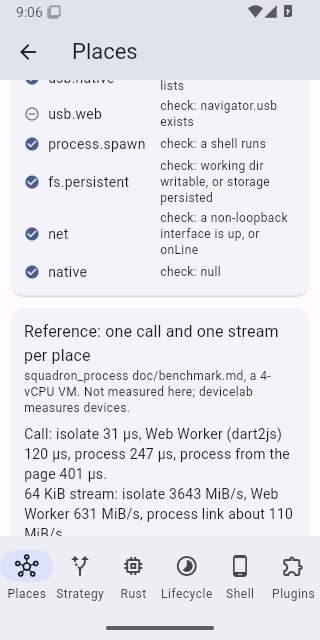 9:06
Places
usb.native
lists
usb.web
check: navigator.usb
exists
process.spawn
check: a shell runs
fs.persistent
check: working dir
writable, or storage
persisted
net
check: a non-loopback
interface is up, or
onLine
native
check: null
Reference: one call and one stream
per place
squadron_process doc/benchmark.md, a 4-
vCPU VM. Not measured here; devicelab
measures devices.
Call: isolate 31 µs, Web Worker (dart2js)
120 µs, process 247 µs, process from the
page 401 µs.
64 KiB stream: isolate 3643 MiB/s, Web
Worker 631 MiB/s, process link about 110
MiB/s
Places
Strategy
Rust
Lifecycle
Shell
Plugins